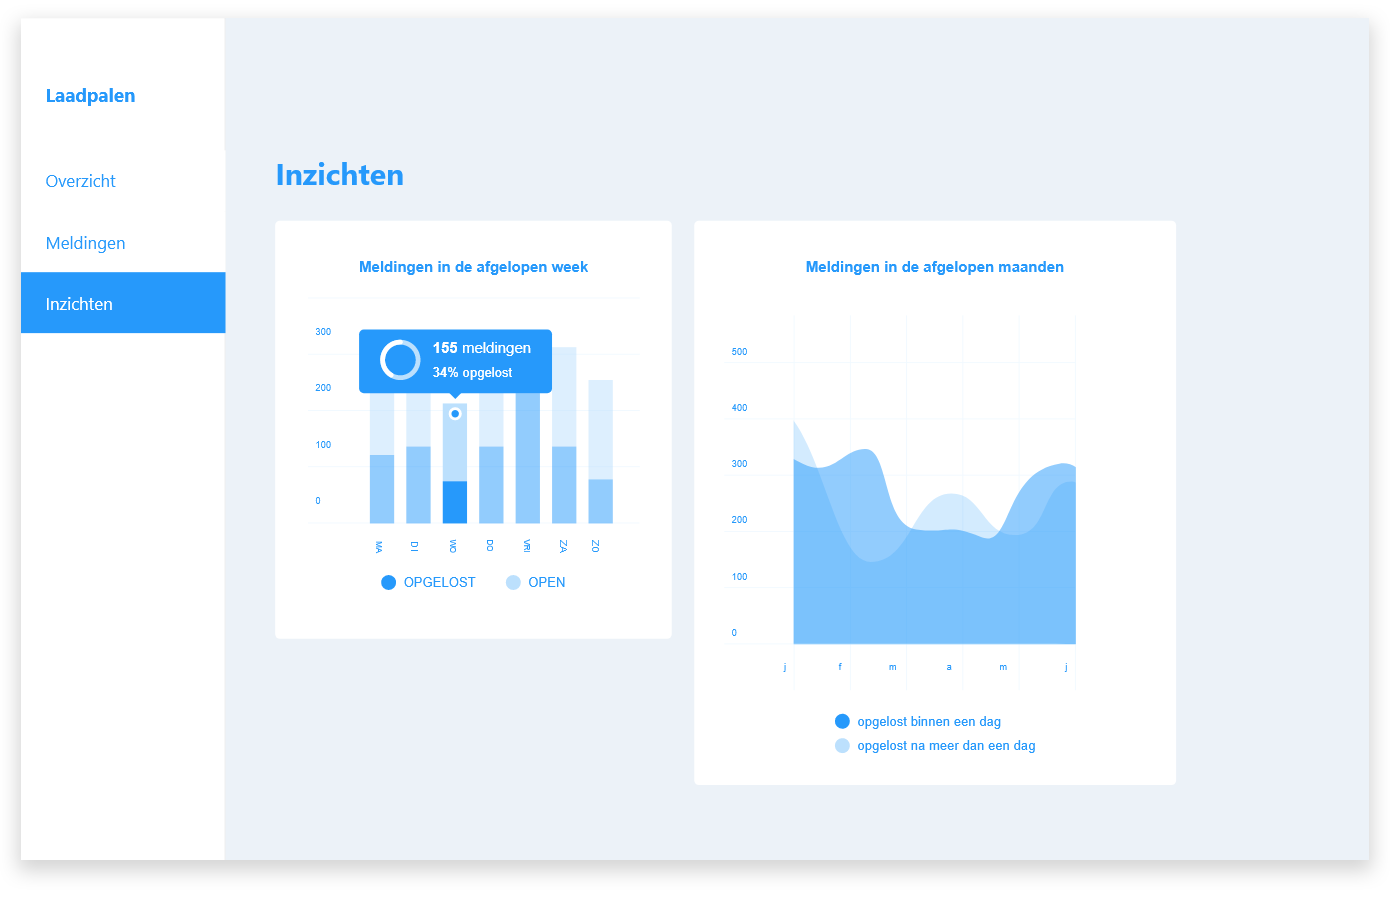 Laadpalen
Overzicht
Meldingen
Inzichten
Inzichten
Meldingen in de afgelopen week
300
200
100
0
155 meldingen
34% opgelost
MA
DI
WO
DO
VRI
ZA
ZO
OPGELOST
OPEN
Meldingen in de afgelopen maanden
500
400
300
200
100
0
j
f
m
a
m
j
opgelost binnen een dag
opgelost na meer dan een dag